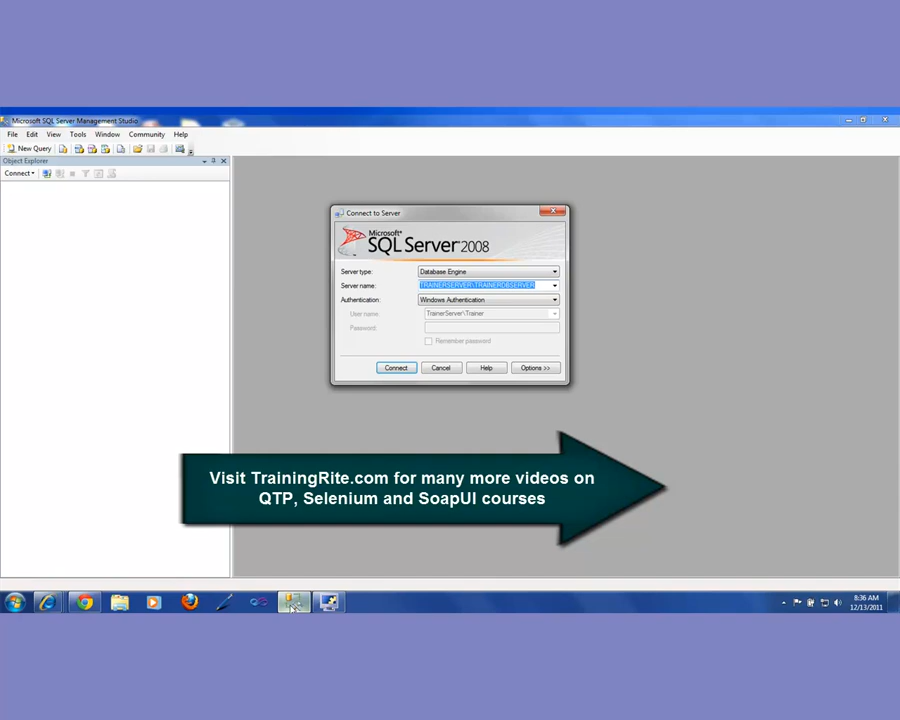 Microsoft SQL Server Management Studio
File Edit View Tools Window Community Help
New Query
Object Explorer
Connect
Connect to Server
Microsoft®
SQL Server 2008
Server type: Database Engine
Server name: TRAINERSERVER\TRAINERDBSERVER
Authentication: Windows Authentication
User name: TrainerServer\Trainer
Password:
Remember password
Connect Cancel Help Options >>
Visit TrainingRite.com for many more videos on
QTP, Selenium and SoapUI courses
8:36 AM
12/13/2011